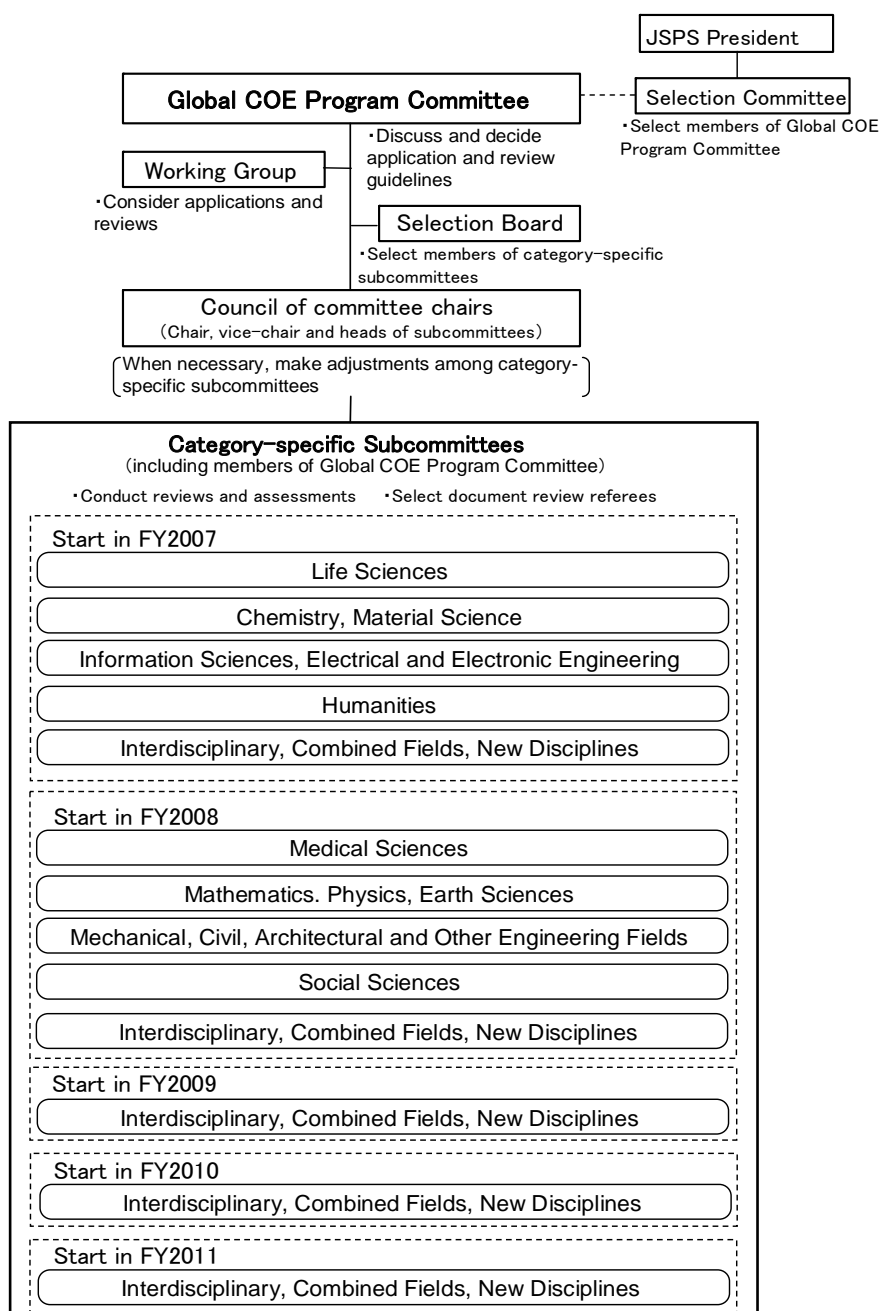 JSPS President
Global COE Program Committee
Selection Committee
・Select members of Global COE
Program Committee
・Discuss and decide
application and review
guidelines
Working Group
・Consider applications and
reviews
Selection Board
・Select members of category-specific
subcommittees
Council of committee chairs
(Chair, vice-chair and heads of subcommittees)
When necessary, make adjustments among category-
specific subcommittees
Category-specific Subcommittees
(including members of Global COE Program Committee)
・Conduct reviews and assessments ・Select document review referees
Start in FY2007
Life Sciences
Chemistry, Material Science
Information Sciences, Electrical and Electronic Engineering
Humanities
Interdisciplinary, Combined Fields, New Disciplines
Start in FY2008
Medical Sciences
Mathematics. Physics, Earth Sciences
Mechanical, Civil, Architectural and Other Engineering Fields
Social Sciences
Interdisciplinary, Combined Fields, New Disciplines
Start in FY2009
Interdisciplinary, Combined Fields, New Disciplines
Start in FY2010
Interdisciplinary, Combined Fields, New Disciplines
Start in FY2011
Interdisciplinary, Combined Fields, New Disciplines